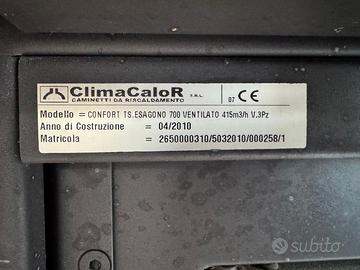 ClimaCaloR S.R.L.
CAMINETTI DA RISCALDAMENTO
07 CE
Modello = CONFORT TS.ESAGONO 700 VENTILATO 415m3/h V.3Pz
Anno di Costruzione = 04/2010
Matricola = 2650000310/5032010/000258/1
subito